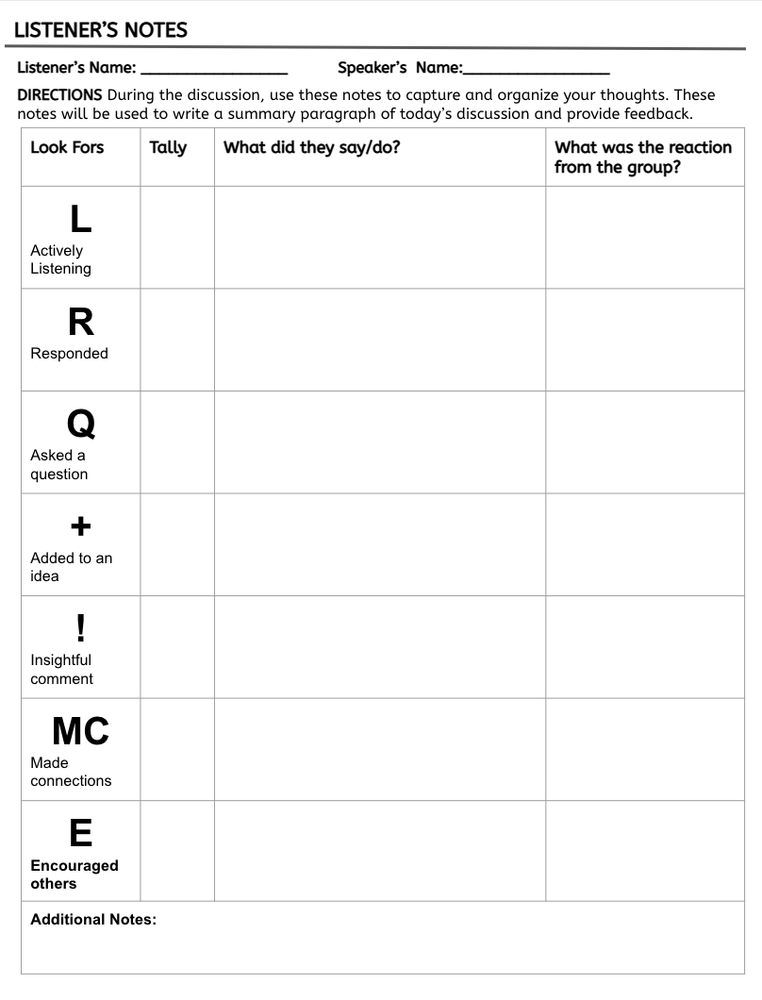 LISTENER'S NOTES
Listener's Name: _________________ Speaker's Name:_________________
DIRECTIONS During the discussion, use these notes to capture and organize your thoughts. These
notes will be used to write a summary paragraph of today's discussion and provide feedback.
Look Fors Tally What did they say/do? What was the reaction
from the group?
L
Actively
Listening
R
Responded
Q
Asked a
question
+
Added to an
idea
!
Insightful
comment
MC
Made
connections
E
Encouraged
others
Additional Notes: